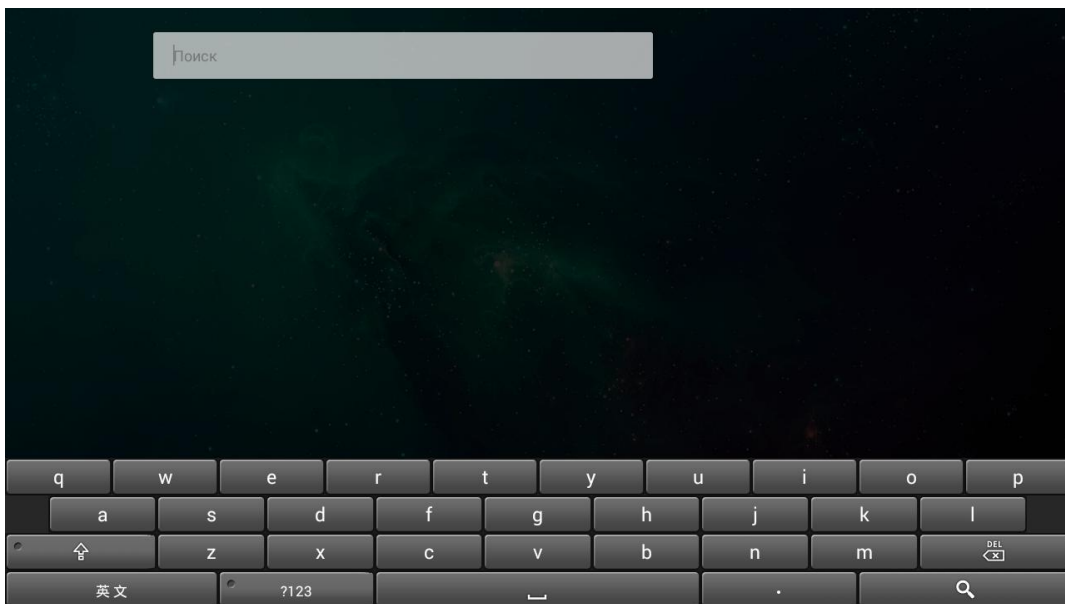 Поиск
q w e r t y u i o p
a s d f g h j k l
z x c v b n m DEL
英文 ?123 .